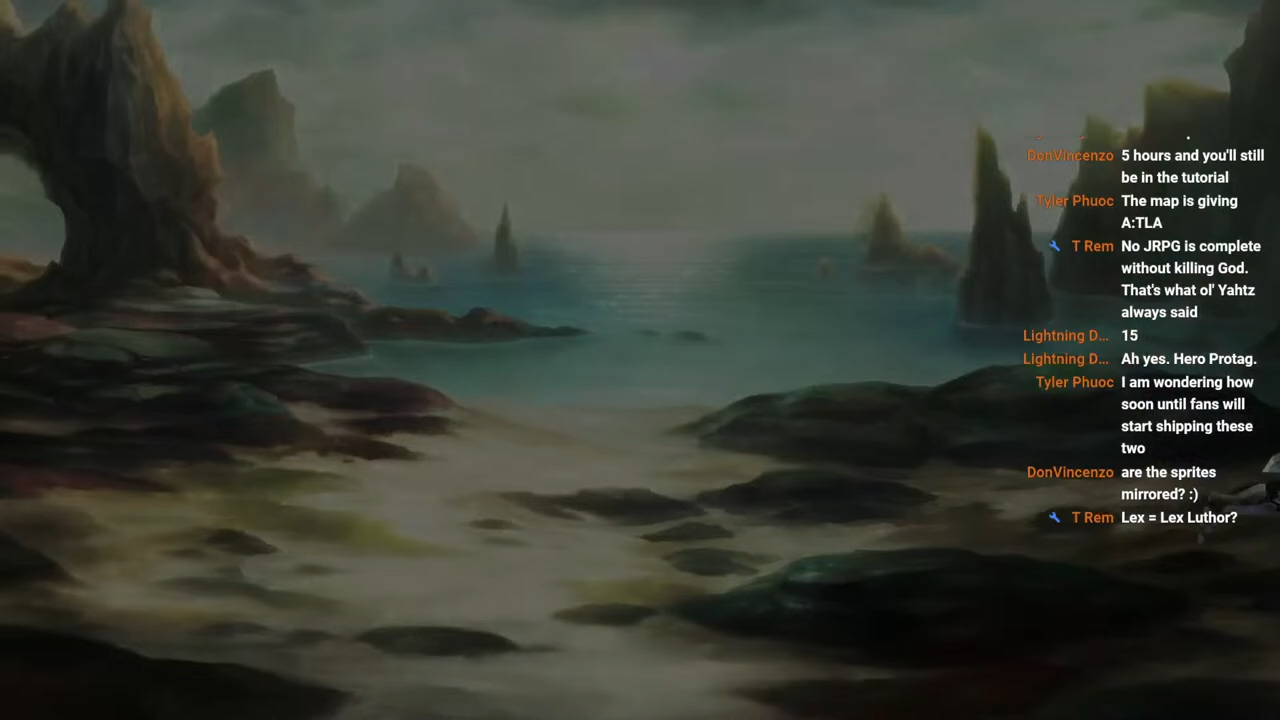 DonVincenzo 5 hours and you'll still
be in the tutorial
Tyler Phuoc The map is giving
A:TLA
T Rem No JRPG is complete
without killing God.
That's what ol' Yahtz
always said
Lightning D... 15
Lightning D... Ah yes. Hero Protag.
Tyler Phuoc I am wondering how
soon until fans will
start shipping these
two
DonVincenzo are the sprites
mirrored? :)
T Rem Lex = Lex Luthor?